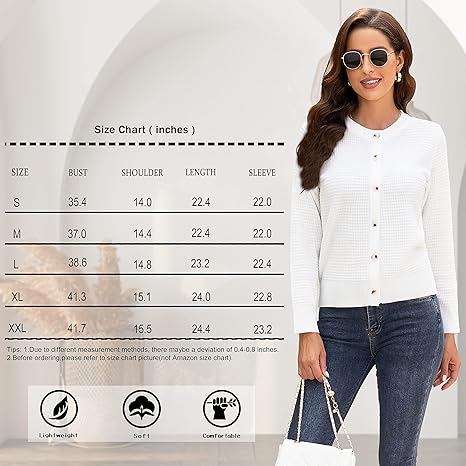 Size Chart ( inches )
SIZE BUST SHOULDER LENGTH SLEEVE
S 35.4 14.0 22.4 22.0
M 37.0 14.4 22.4 22.0
L 38.6 14.8 23.2 22.4
XL 41.3 15.1 24.0 22.8
XXL 41.7 15.5 24.4 23.2
Tips: 1.Due to different measurement methods, there maybe a deviation of 0.4-0.8 inches.
2.Before ordering,please refer to size chart picture(not Amazon size chart).
Lightweight Soft Comfortable